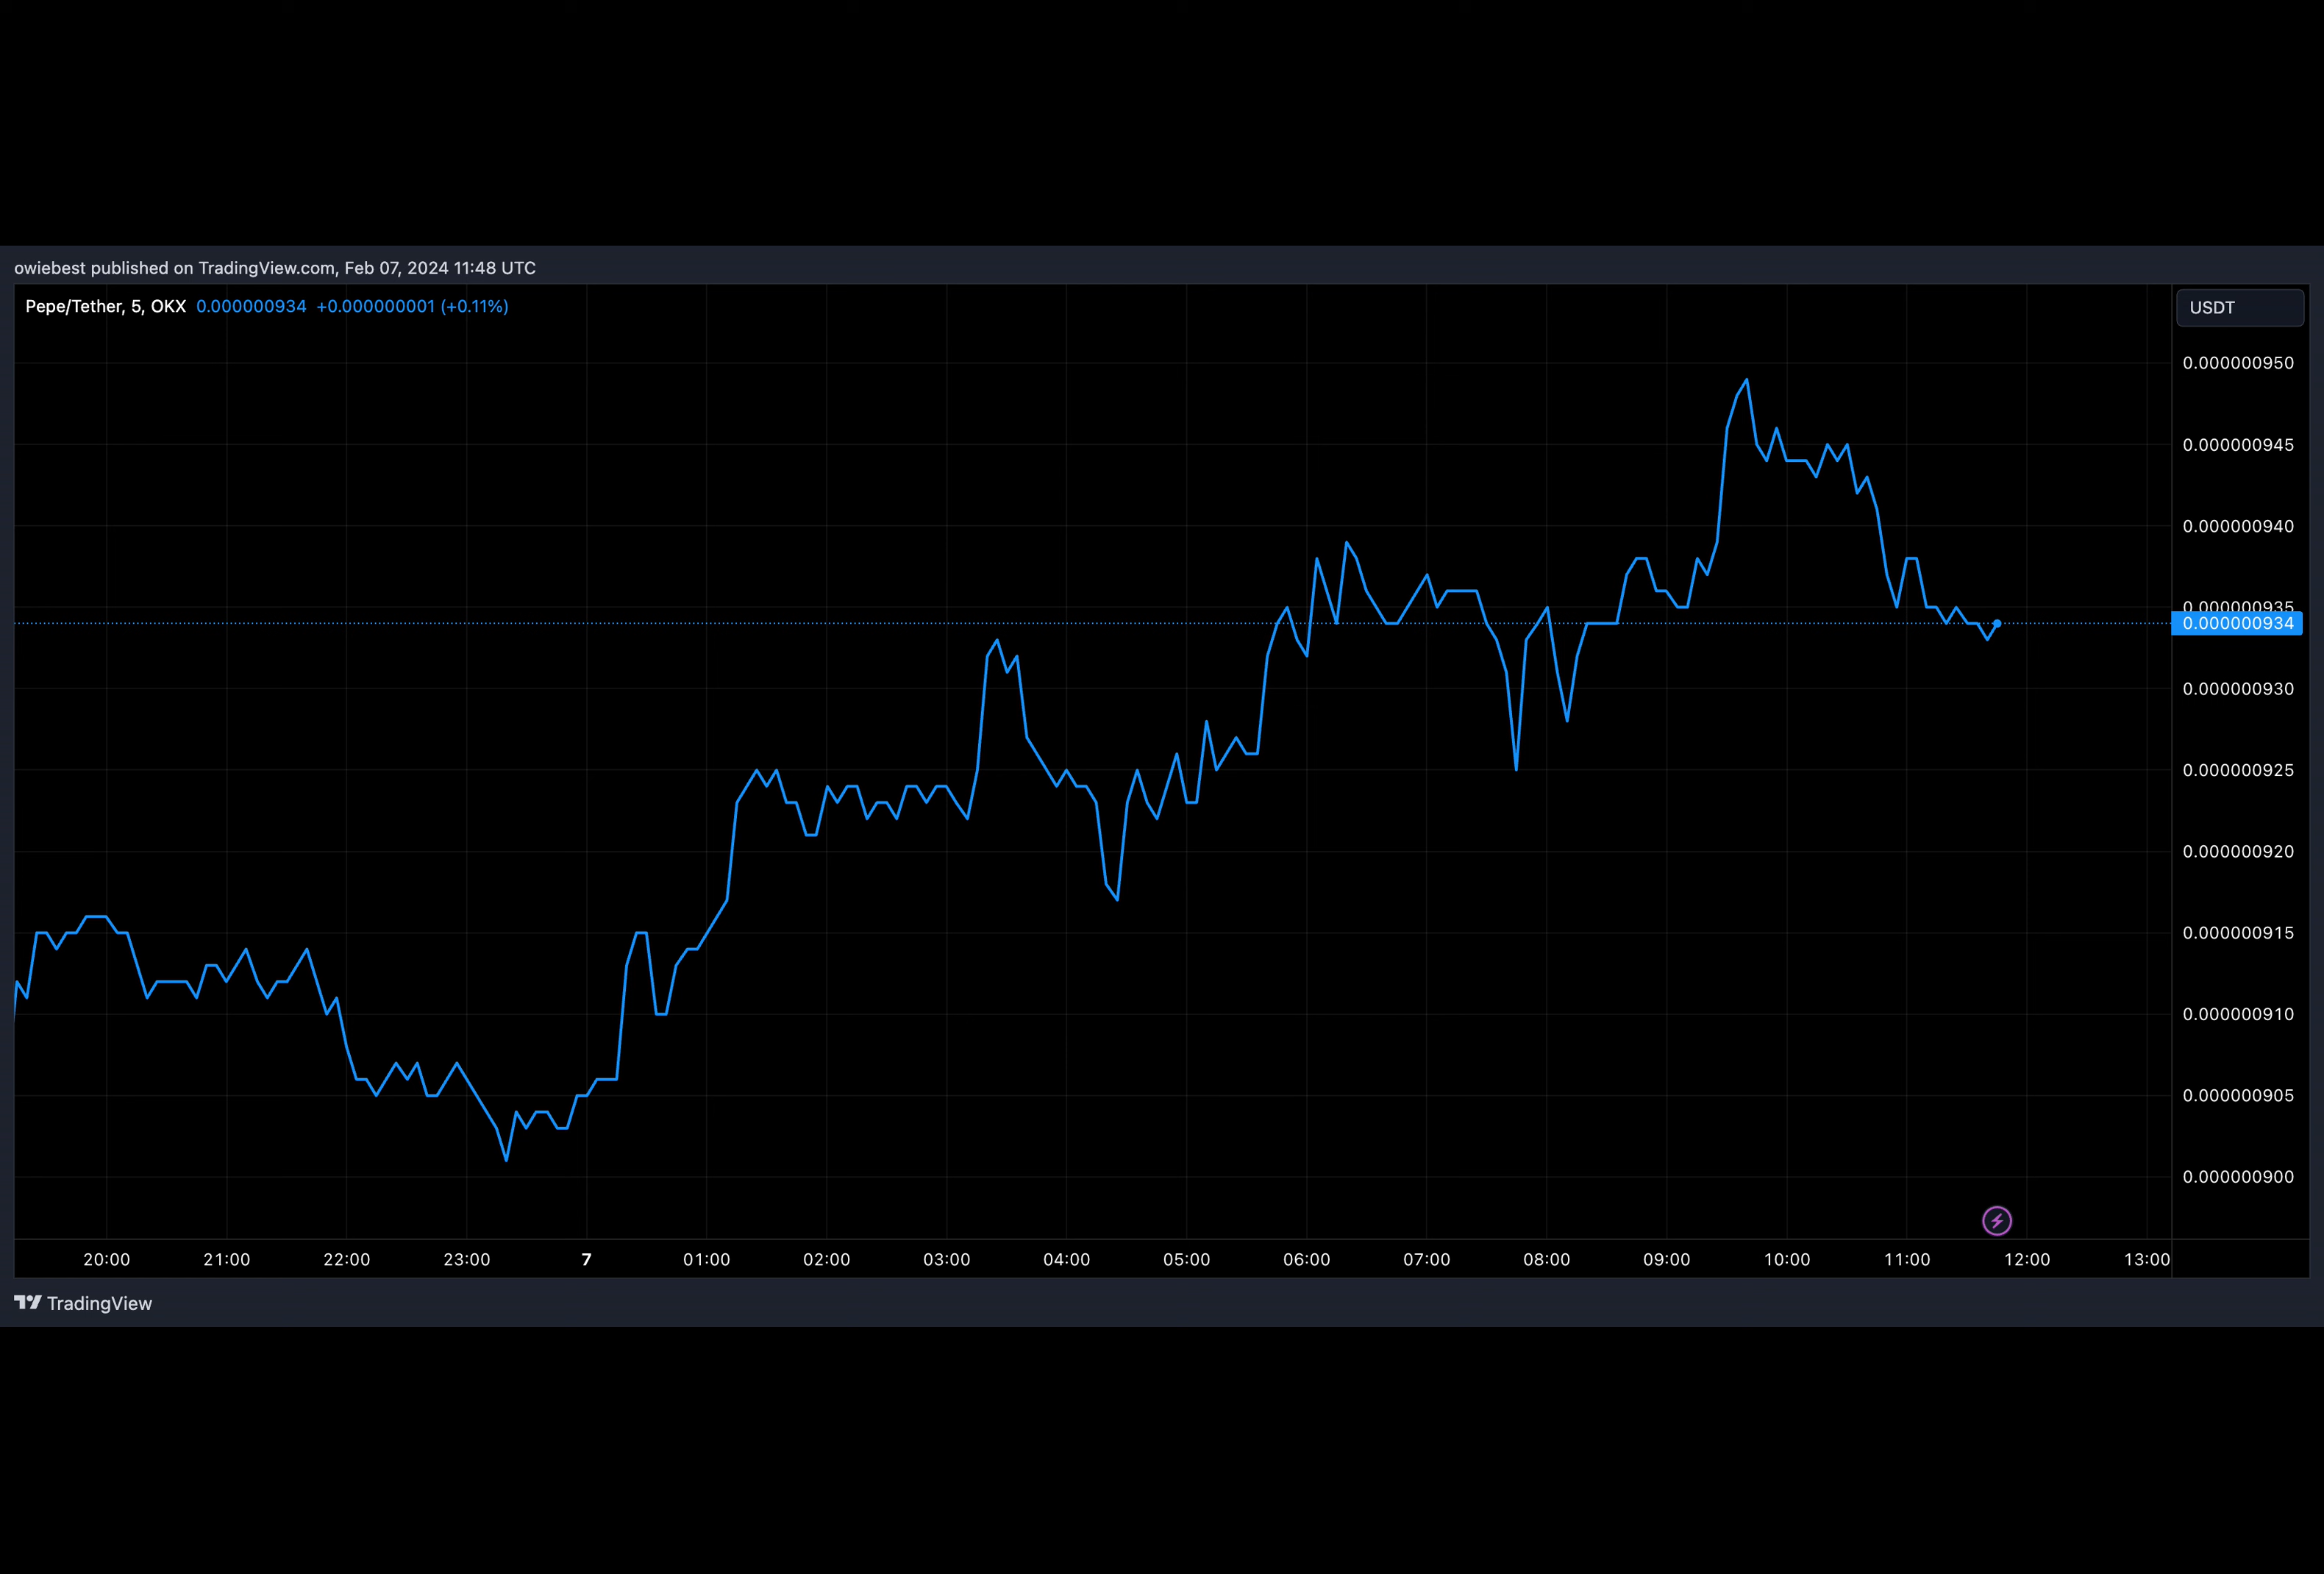 owiebest published on TradingView.com, Feb 07, 2024 11:48 UTC
Pepe/Tether, 5, OKX 0.000000934 +0.000000001 (+0.11%)
USDT
0.000000950
0.000000945
0.000000940
0.000000935
0.000000934
0.000000930
0.000000925
0.000000920
0.000000915
0.000000910
0.000000905
0.000000900
20:00 21:00 22:00 23:00 7 01:00 02:00 03:00 04:00 05:00 06:00 07:00 08:00 09:00 10:00 11:00 12:00 13:00
TradingView